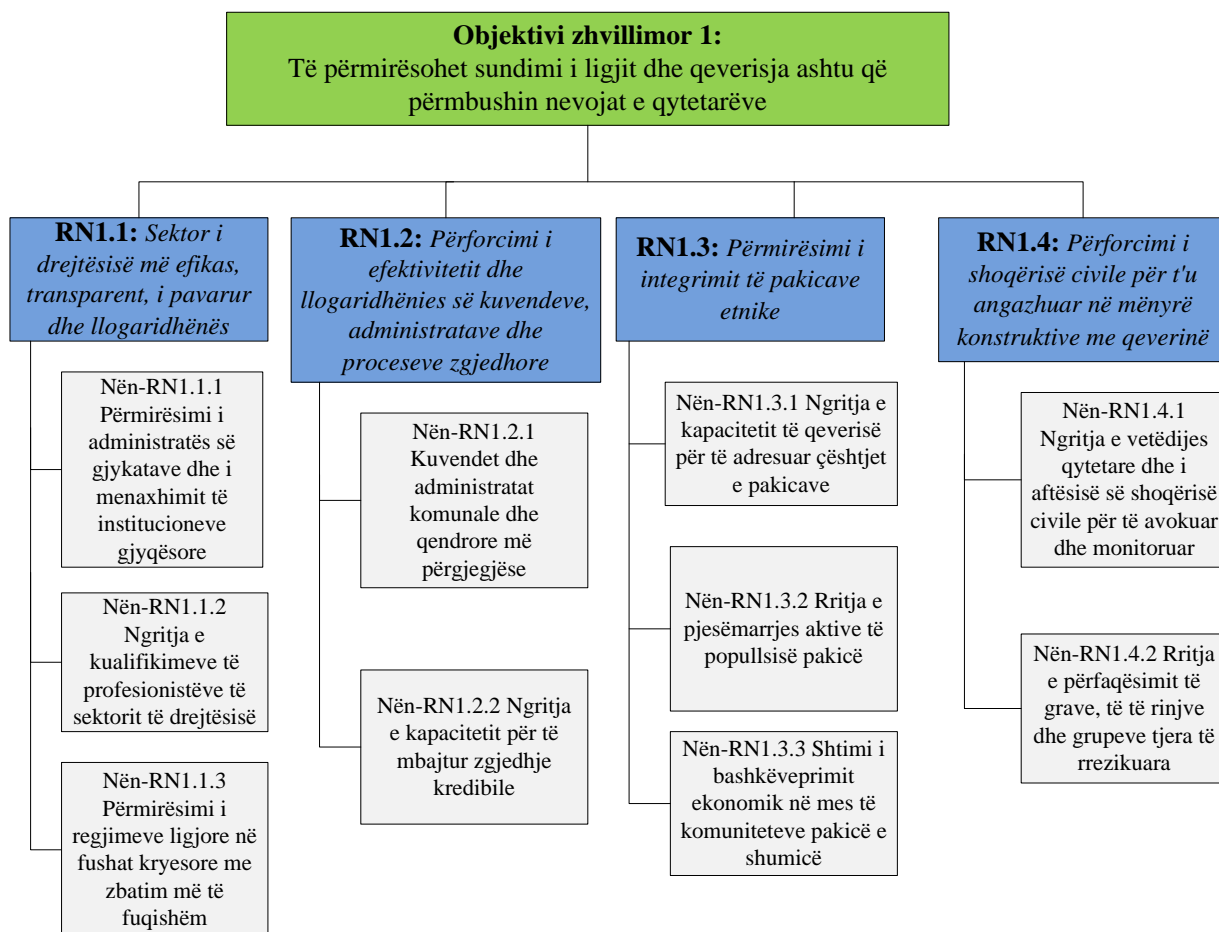 Objektivi zhvillimor 1:
Të përmirësohet sundimi i ligjit dhe qeverisja ashtu që
përmbushin nevojat e qytetarëve
RN1.1: Sektor i
drejtësisë më efikas,
transparent, i pavarur
dhe llogaridhënës
Nën-RN1.1.1
Përmirësimi i
administratës së
gjykatave dhe i
menaxhimit të
institucioneve
gjyqësore
Nën-RN1.1.2
Ngritja e
kualifikimeve të
profesionistëve të
sektorit të drejtësisë
Nën-RN1.1.3
Përmirësimi i
regjimeve ligjore në
fushat kryesore me
zbatim më të
fuqishëm
RN1.2: Përforcimi i
efektivitetit dhe
llogaridhënies së kuvendeve,
administratave dhe
proceseve zgjedhore
Nën-RN1.2.1
Kuvendet dhe
administratat
komunale dhe
qendrore më
përgjegjëse
Nën-RN1.2.2 Ngritja
e kapacitetit për të
mbajtur zgjedhje
kredibile
RN1.3: Përmirësimi i
integrimit të pakicave
etnike
Nën-RN1.3.1 Ngritja e
kapacitetit të qeverisë
për të adresuar çështjet
e pakicave
Nën-RN1.3.2 Rritja e
pjesëmarrjes aktive të
popullsisë pakicë
Nën-RN1.3.3 Shtimi i
bashkëveprimit
ekonomik në mes të
komuniteteve pakicë e
shumicë
RN1.4: Përforcimi i
shoqërisë civile për t'u
angazhuar në mënyrë
konstruktive me qeverinë
Nën-RN1.4.1
Ngritja e vetëdijes
qytetare dhe i
aftësisë së shoqërisë
civile për të avokuar
dhe monitoruar
Nën-RN1.4.2 Rritja
e përfaqësimit të
grave, të të rinjve
dhe grupeve tjera të
rrezikuara